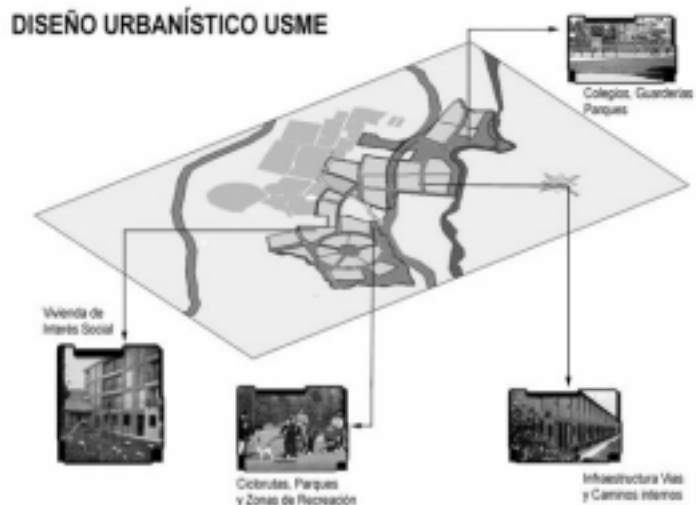 DISEÑO URBANÍSTICO USME
Colegios, Guarderías
Parques
Vivienda de
Interés Social
Ciclorutas, Parques
y Zonas de Recreación
Infraestructura Vías
y Caminos internos